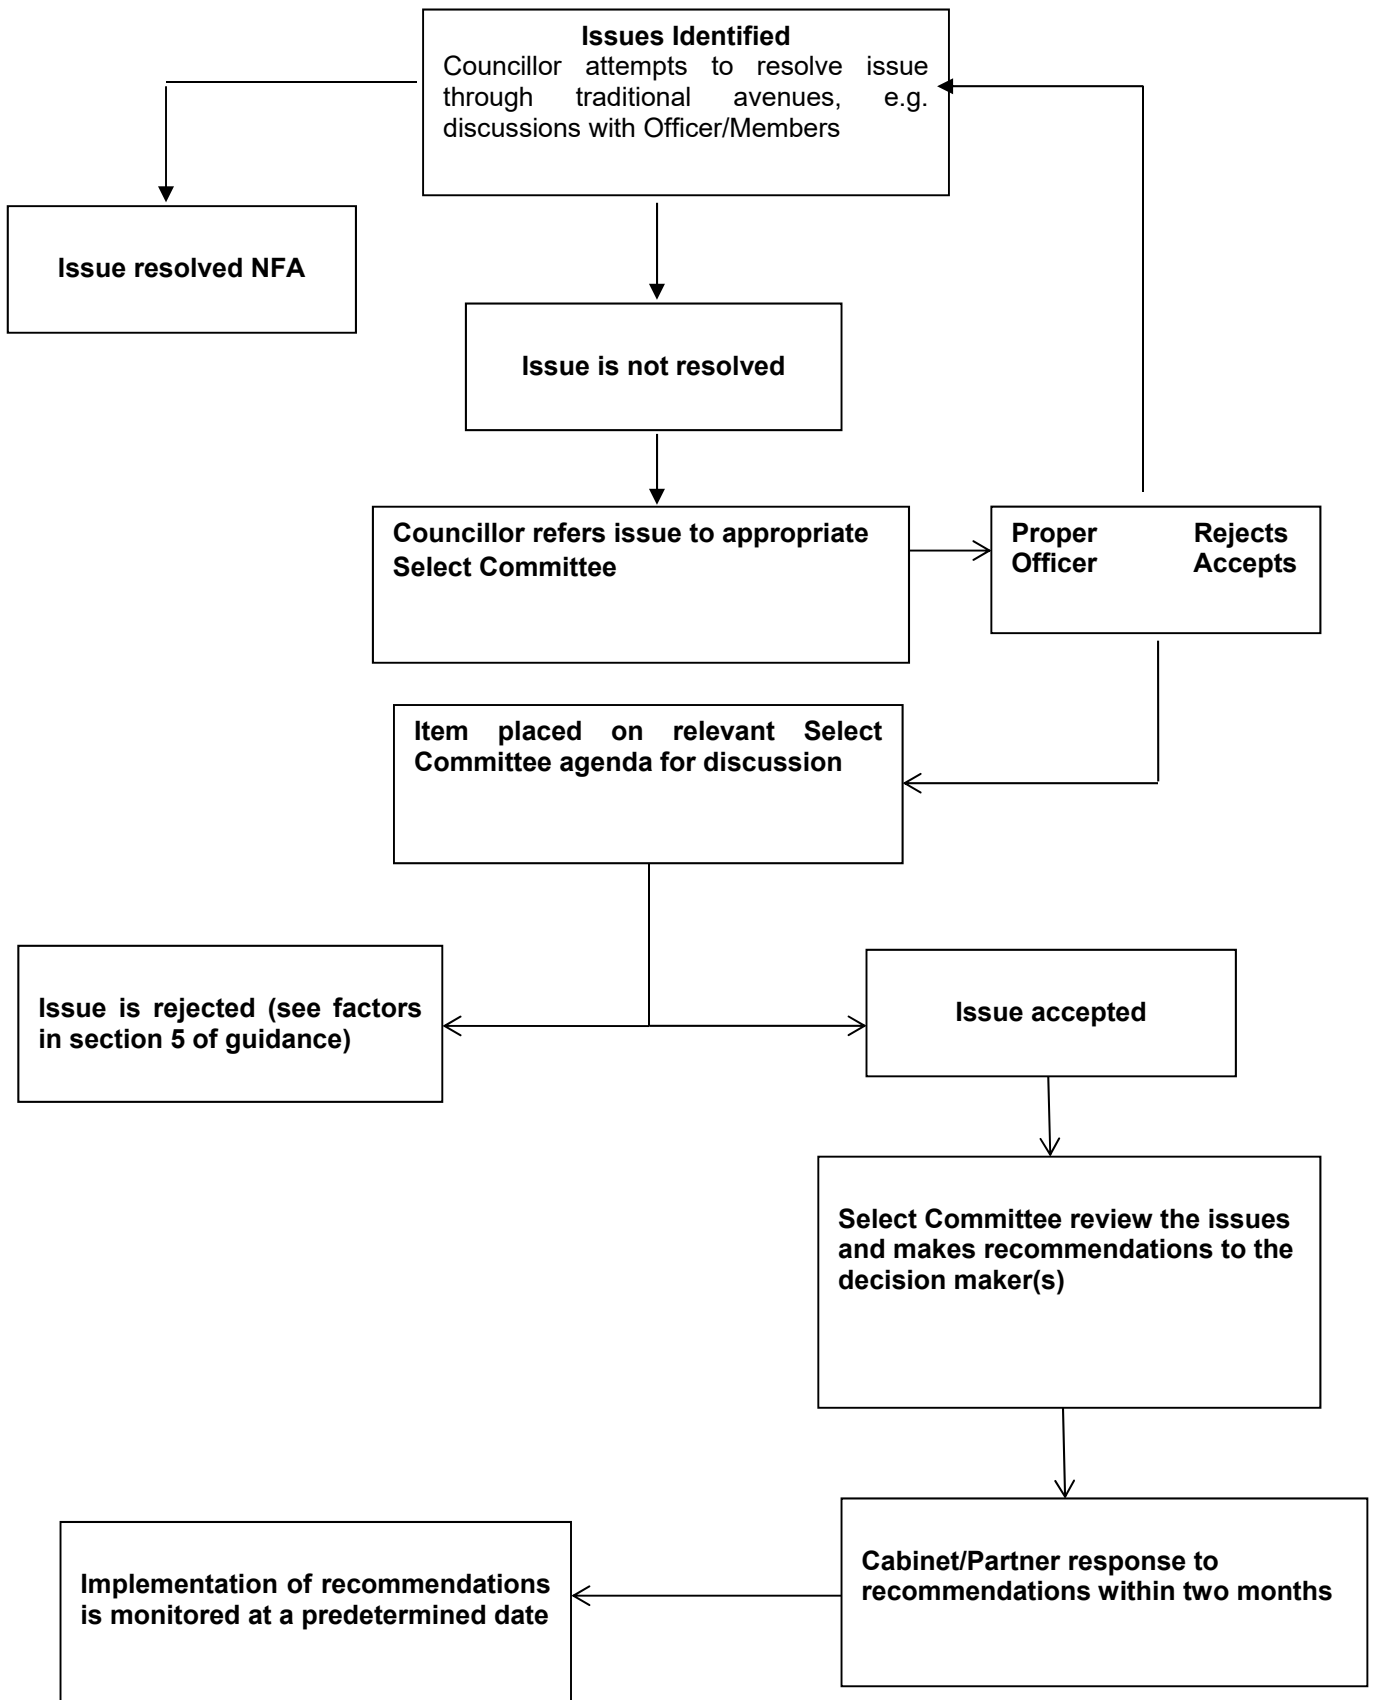 Issues Identified
Councillor attempts to resolve issue
through traditional avenues, e.g.
discussions with Officer/Members
Issue resolved NFA
Issue is not resolved
Councillor refers issue to appropriate
Select Committee
Proper Rejects
Officer Accepts
Item placed on relevant Select
Committee agenda for discussion
Issue is rejected (see factors
in section 5 of guidance)
Issue accepted
Select Committee review the issues
and makes recommendations to the
decision maker(s)
Cabinet/Partner response to
recommendations within two months
Implementation of recommendations
is monitored at a predetermined date